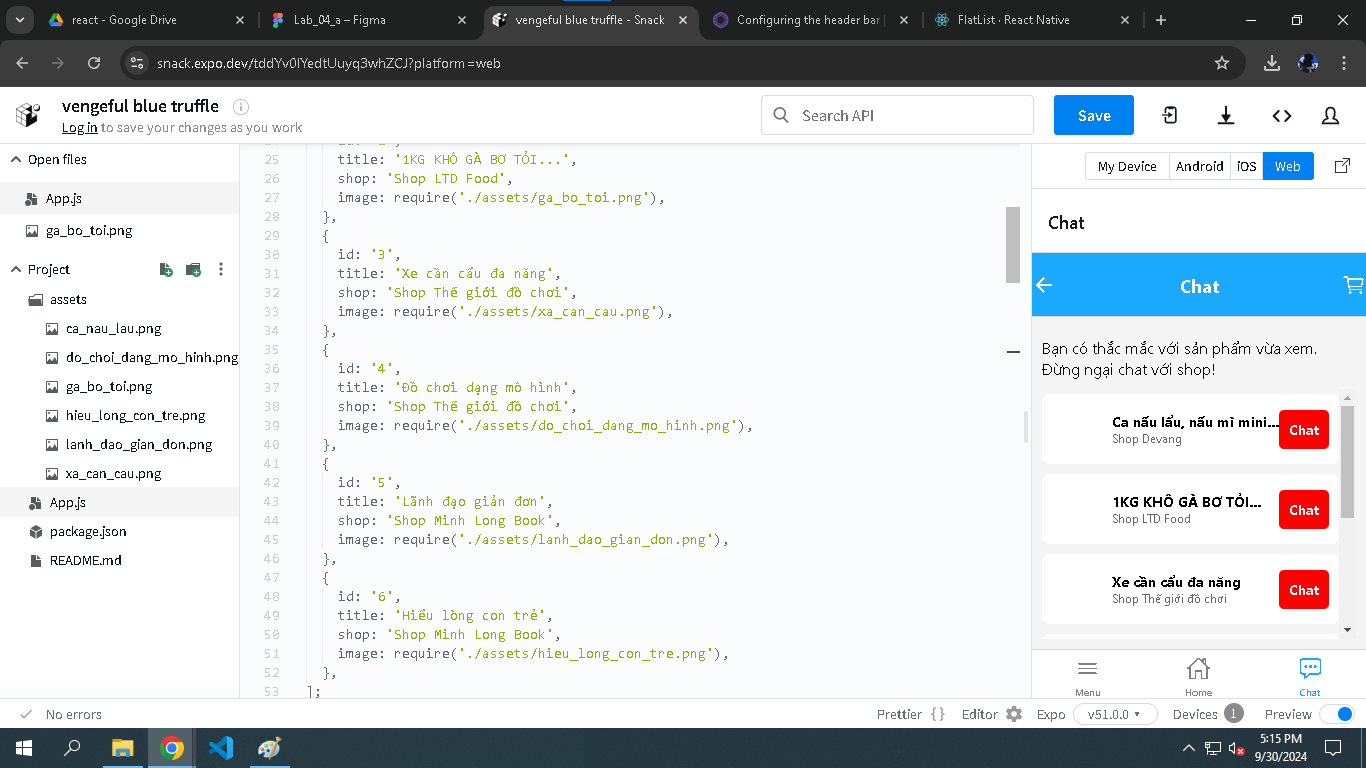 react - Google Drive
Lab_04_a – Figma
vengeful blue truffle - Snack
Configuring the header bar
FlatList · React Native
snack.expo.dev/tddYv0lYedtUuyq3whZCJ?platform=web
vengeful blue truffle
Log in to save your changes as you work
Search API
Save
Open files
App.js
ga_bo_toi.png
Project
assets
ca_nau_lau.png
do_choi_dang_mo_hinh.png
ga_bo_toi.png
hieu_long_con_tre.png
lanh_dao_gian_don.png
xa_can_cau.png
App.js
package.json
README.md
25 title: '1KG KHÔ GÀ BƠ TỎI...',
26 shop: 'Shop LTD Food',
27 image: require('./assets/ga_bo_toi.png'),
28 },
29 {
30 id: '3',
31 title: 'Xe cần cẩu đa năng',
32 shop: 'Shop Thế giới đồ chơi',
33 image: require('./assets/xa_can_cau.png'),
34 },
35 {
36 id: '4',
37 title: 'Đồ chơi dạng mô hình',
38 shop: 'Shop Thế giới đồ chơi',
39 image: require('./assets/do_choi_dang_mo_hinh.png'),
40 },
41 {
42 id: '5',
43 title: 'Lãnh đạo giản đơn',
44 shop: 'Shop Minh Long Book',
45 image: require('./assets/lanh_dao_gian_don.png'),
46 },
47 {
48 id: '6',
49 title: 'Hiểu lòng con trẻ',
50 shop: 'Shop Minh Long Book',
51 image: require('./assets/hieu_long_con_tre.png'),
52 },
53 ];
My Device Android iOS Web
Chat
Chat
Bạn có thắc mắc với sản phẩm vừa xem.
Đừng ngại chat với shop!
Ca nấu lẩu, nấu mì mini...
Shop Devang
Chat
1KG KHÔ GÀ BƠ TỎI...
Shop LTD Food
Chat
Xe cần cẩu đa năng
Shop Thế giới đồ chơi
Chat
Menu Home Chat
No errors
Prettier { } Editor Expo v51.0.0 Devices 1 Preview
5:15 PM
9/30/2024